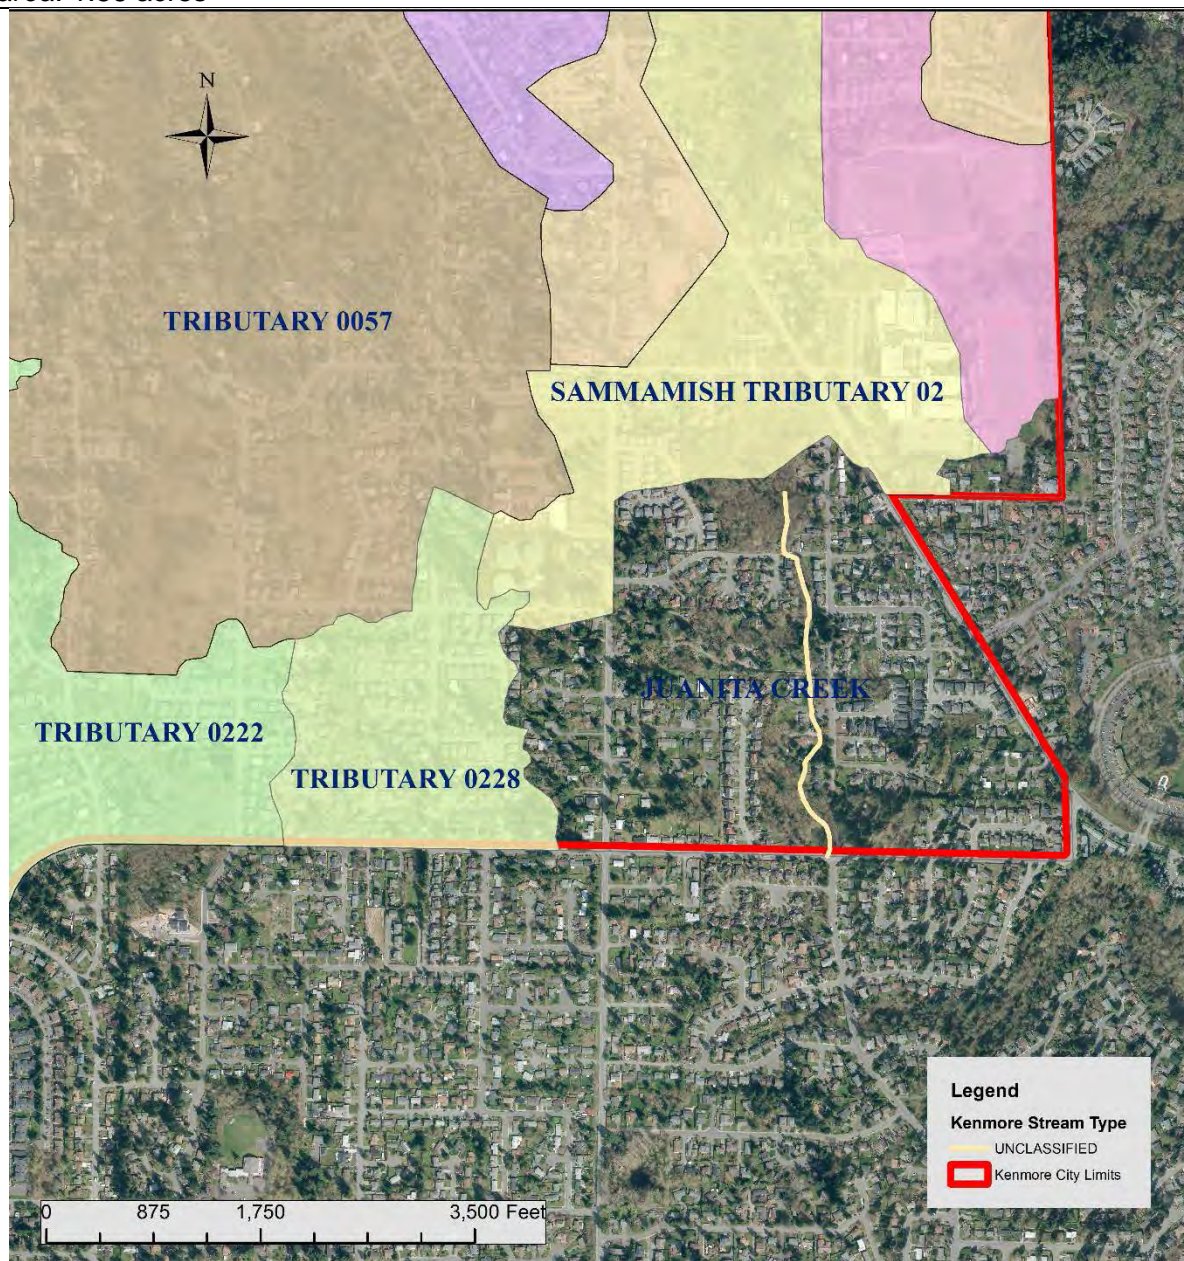 N
TRIBUTARY 0057
SAMMAMISH TRIBUTARY 02
JUANITA CREEK
TRIBUTARY 0222
TRIBUTARY 0228
Legend
Kenmore Stream Type
UNCLASSIFIED
Kenmore City Limits
0 875 1,750 3,500 Feet